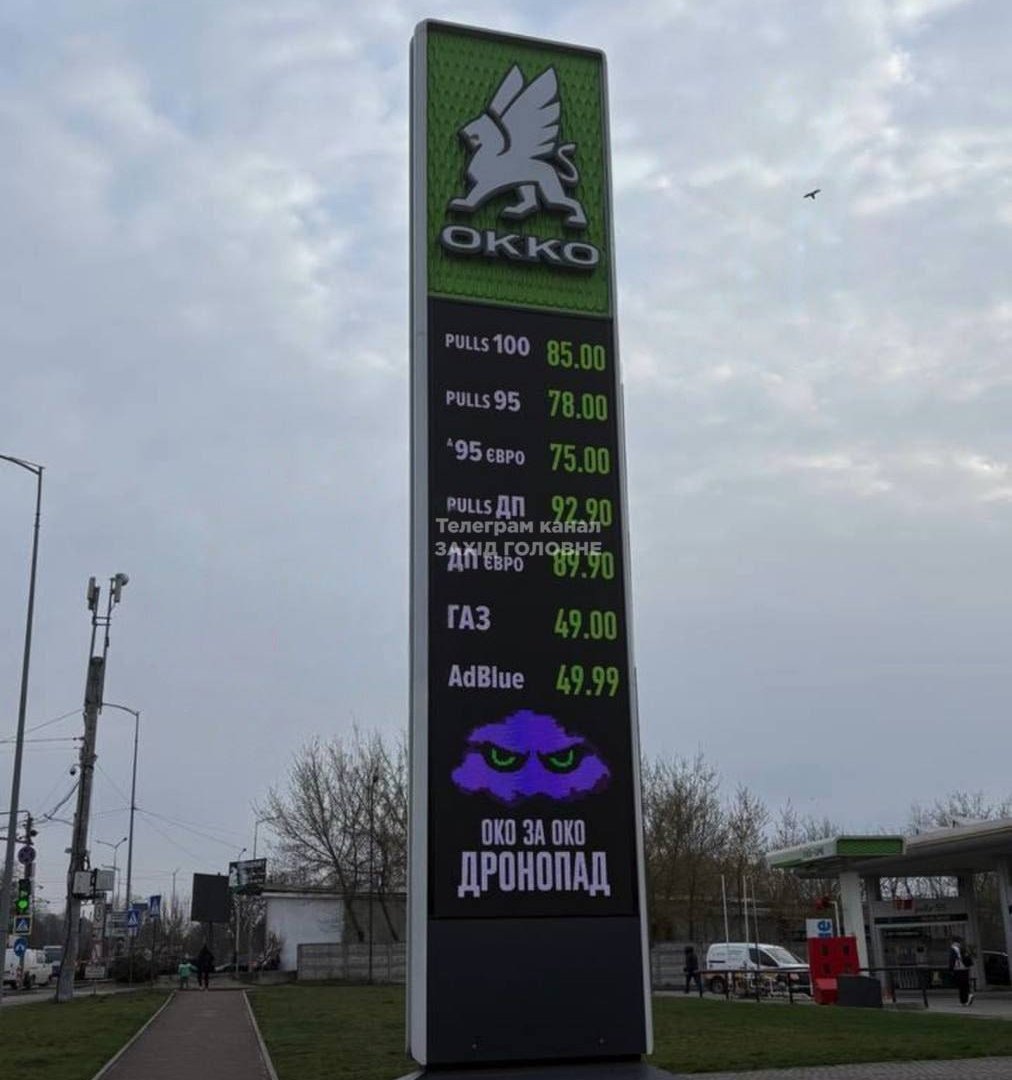 OKKO
PULLS 100 85.00
PULLS 95 78.00
А95 ЄВРО 75.00
PULLS ДП 92.90
Телеграм канал
ЗАХІД ГОЛОВНЕ
ДП ЄВРО 89.90
ГАЗ 49.00
AdBlue 49.99
ОКО ЗА ОКО
ДРОНОПАД